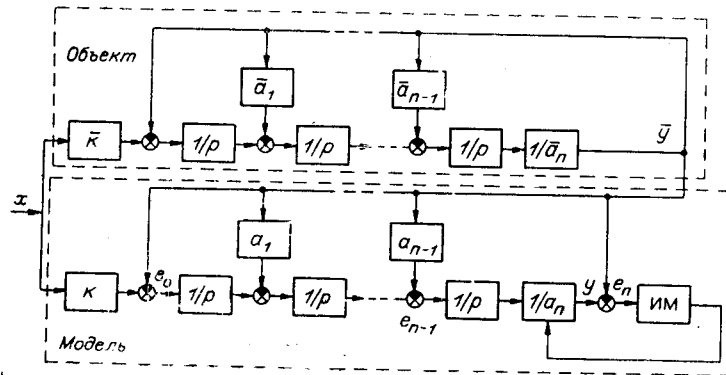 Объект
ā₁
āₙ₋₁
k̄
1/p
1/p
1/p
1/āₙ
ȳ
x
a₁
aₙ₋₁
к
e₀
1/p
1/p
eₙ₋₁
1/p
1/aₙ
y
eₙ
ИМ
Модель